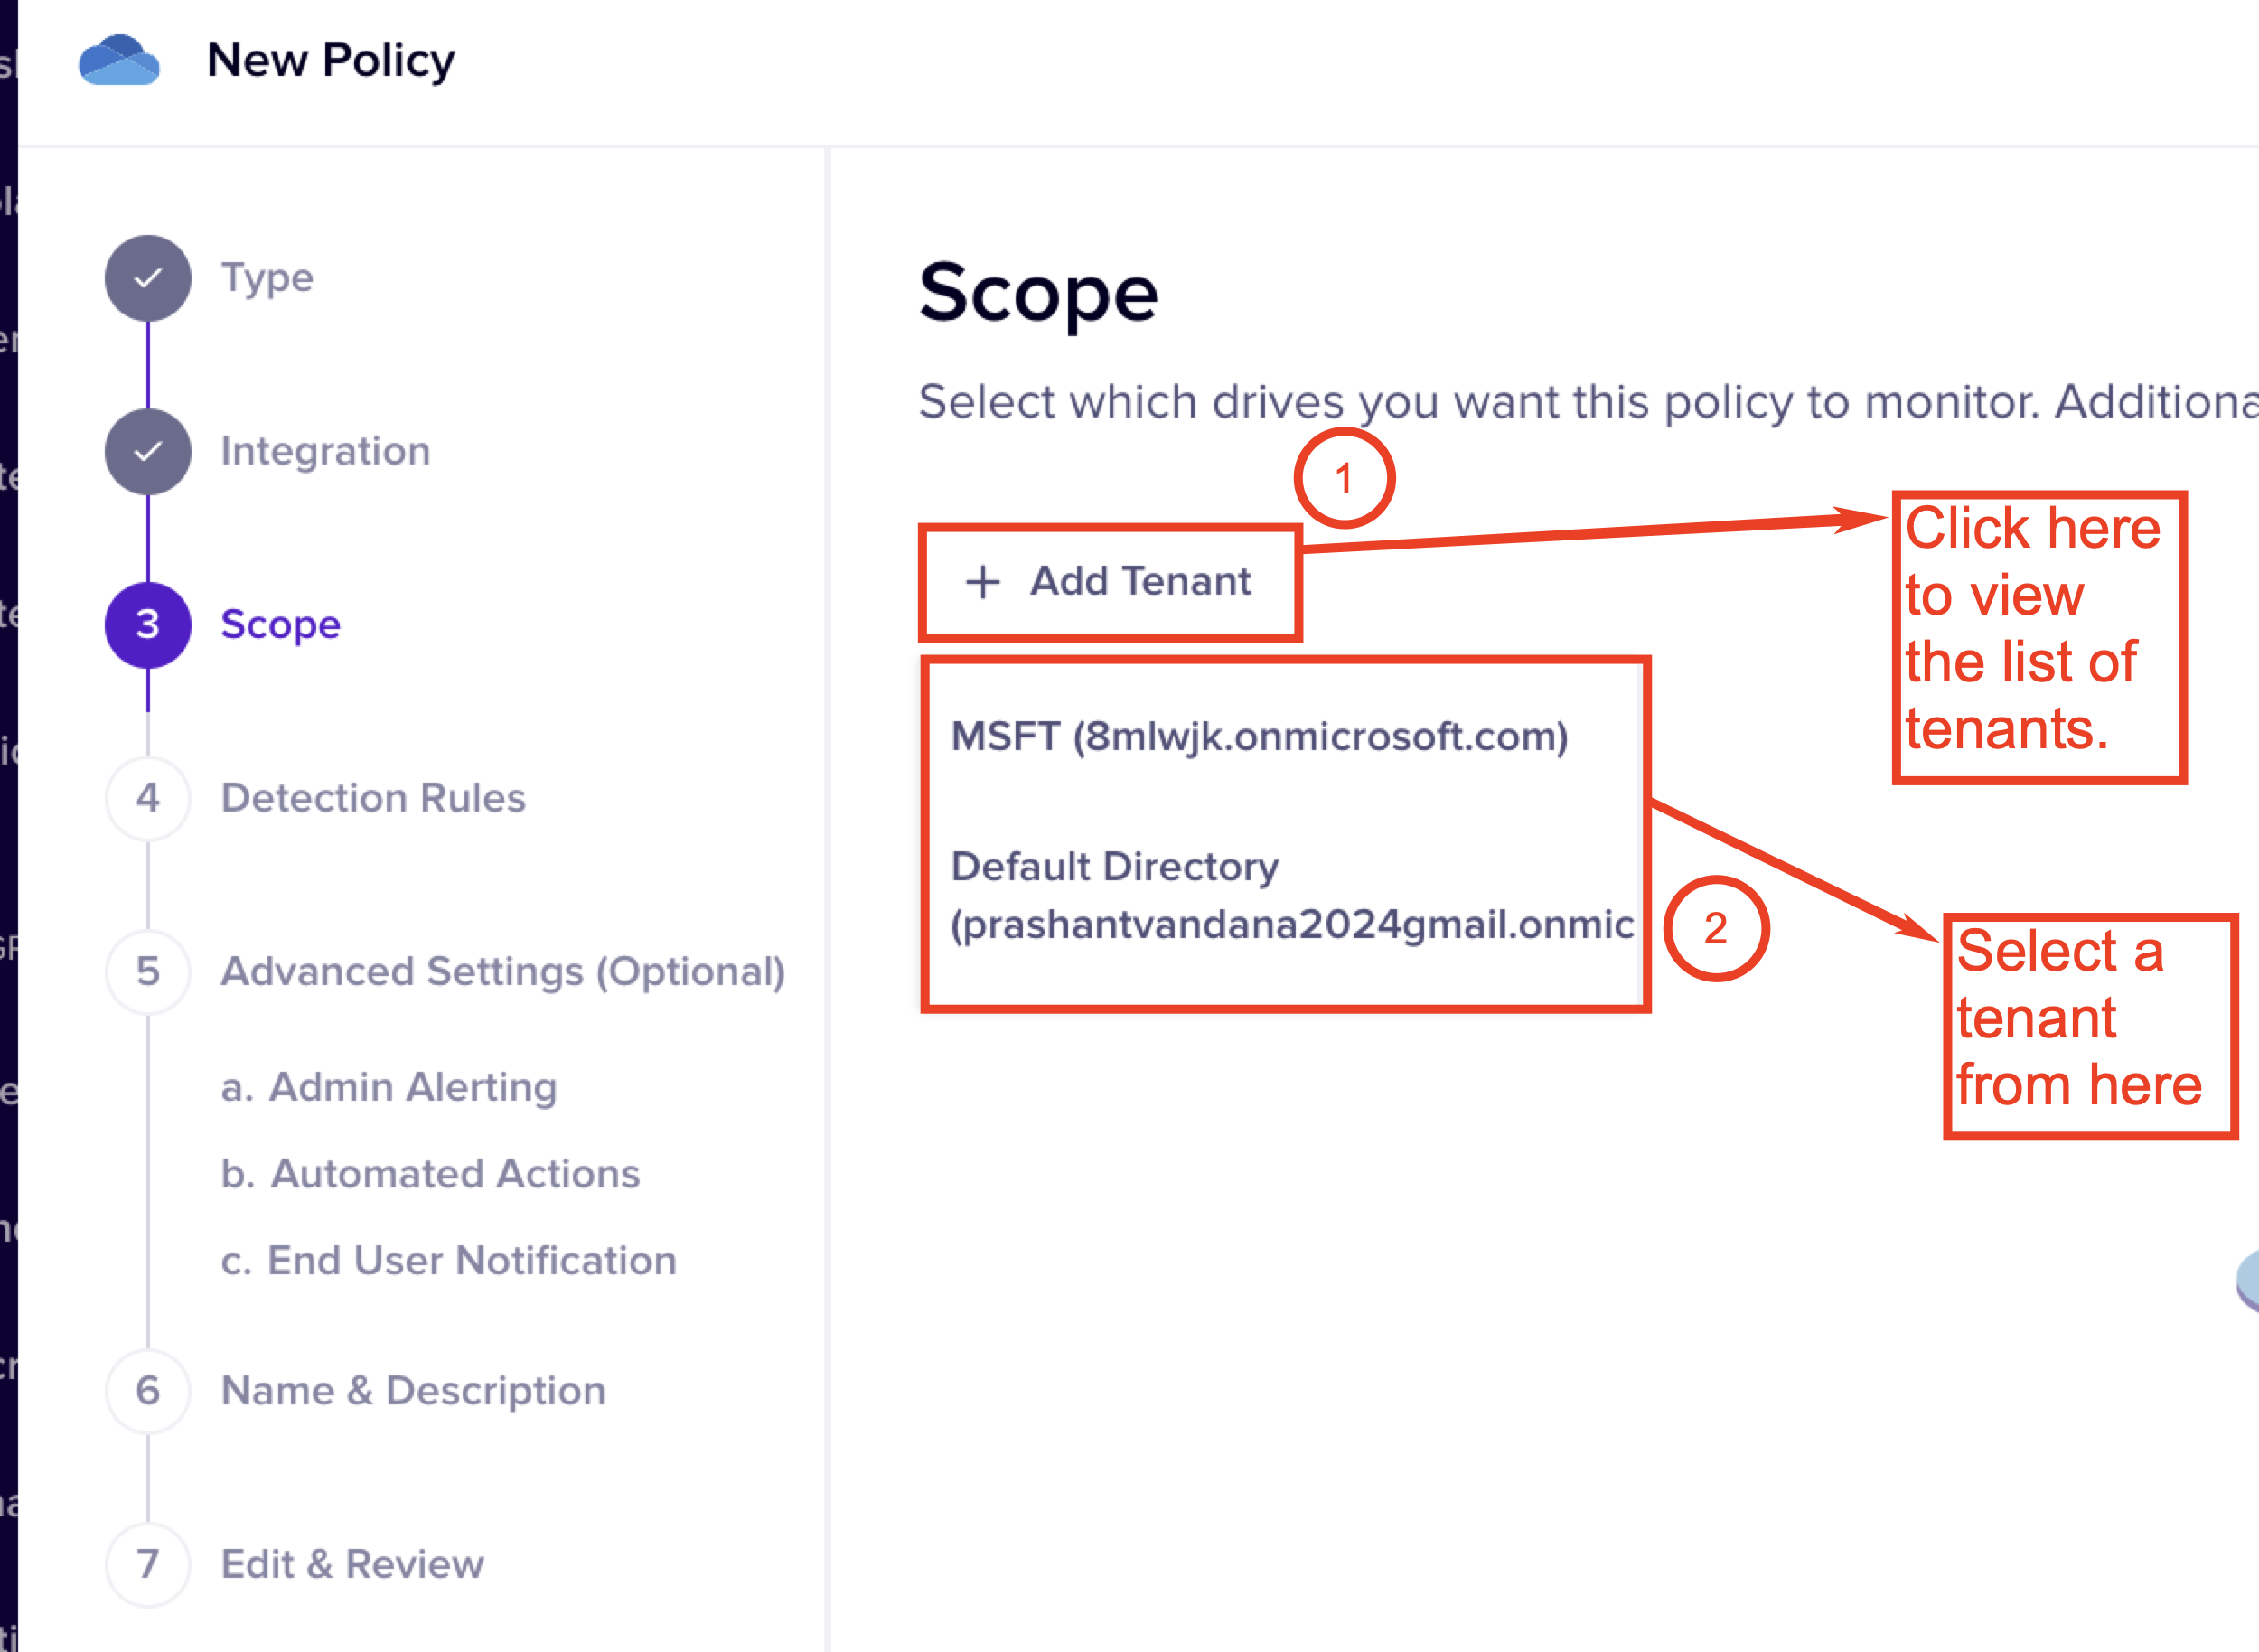 New Policy
Type
Integration
3
Scope
4
Detection Rules
5
Advanced Settings (Optional)
a. Admin Alerting
b. Automated Actions
c. End User Notification
6
Name & Description
7
Edit & Review
Scope
Select which drives you want this policy to monitor.
1
+ Add Tenant
Click here
to view
the list of
tenants.
MSFT (8mlwjk.onmicrosoft.com)
Default Directory
(prashantvandana2024gmail.onmic
2
Select a
tenant
from here